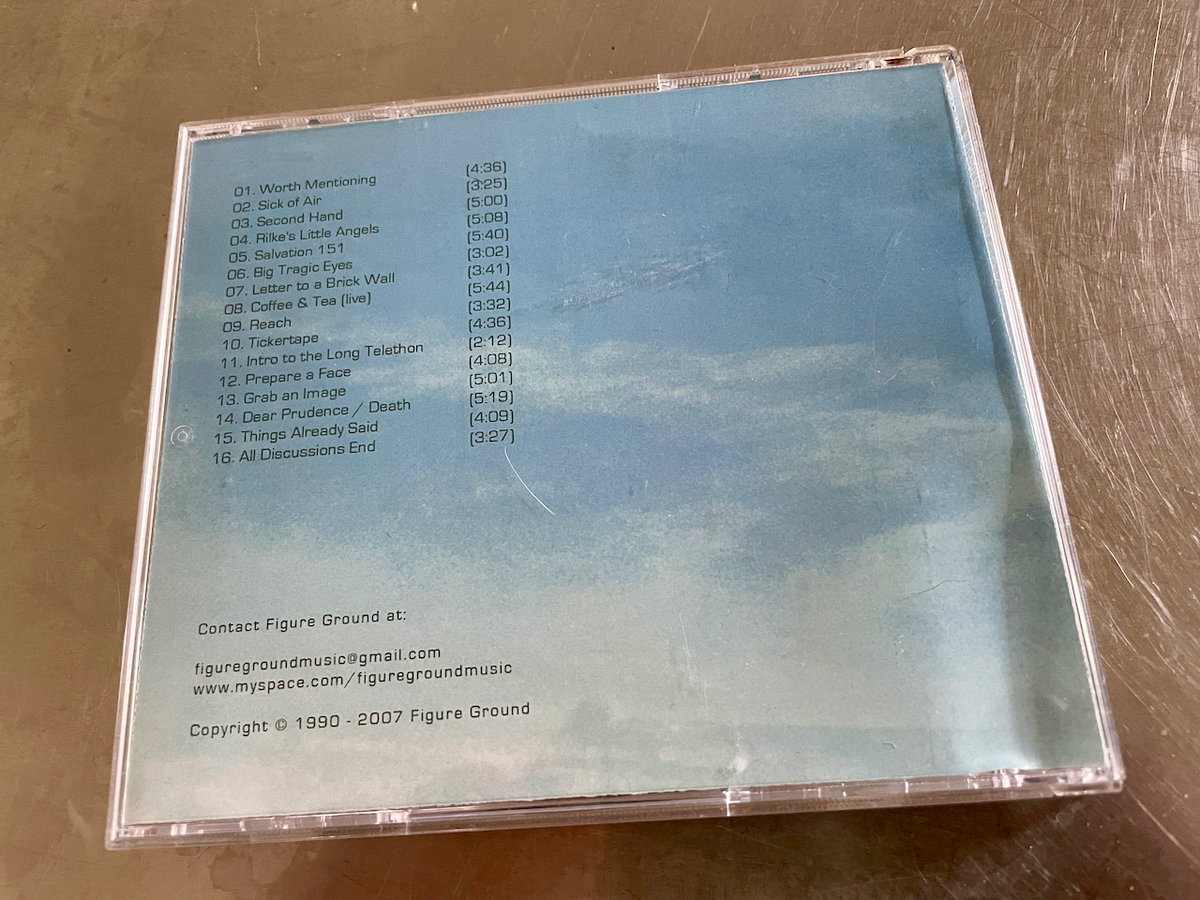 01. Worth Mentioning (4:36)
02. Sick of Air (3:25)
03. Second Hand (5:00)
04. Rilke's Little Angels (5:08)
05. Salvation 151 (5:40)
06. Big Tragic Eyes (3:02)
07. Letter to a Brick Wall (3:41)
08. Coffee & Tea (live) (5:44)
09. Reach (3:32)
10. Tickertape (4:36)
11. Intro to the Long Telethon (2:12)
12. Prepare a Face (4:08)
13. Grab an Image (5:01)
14. Dear Prudence / Death (5:19)
15. Things Already Said (4:09)
16. All Discussions End (3:27)
Contact Figure Ground at:
figuregroundmusic@gmail.com
www.myspace.com/figuregroundmusic
Copyright © 1990 - 2007 Figure Ground